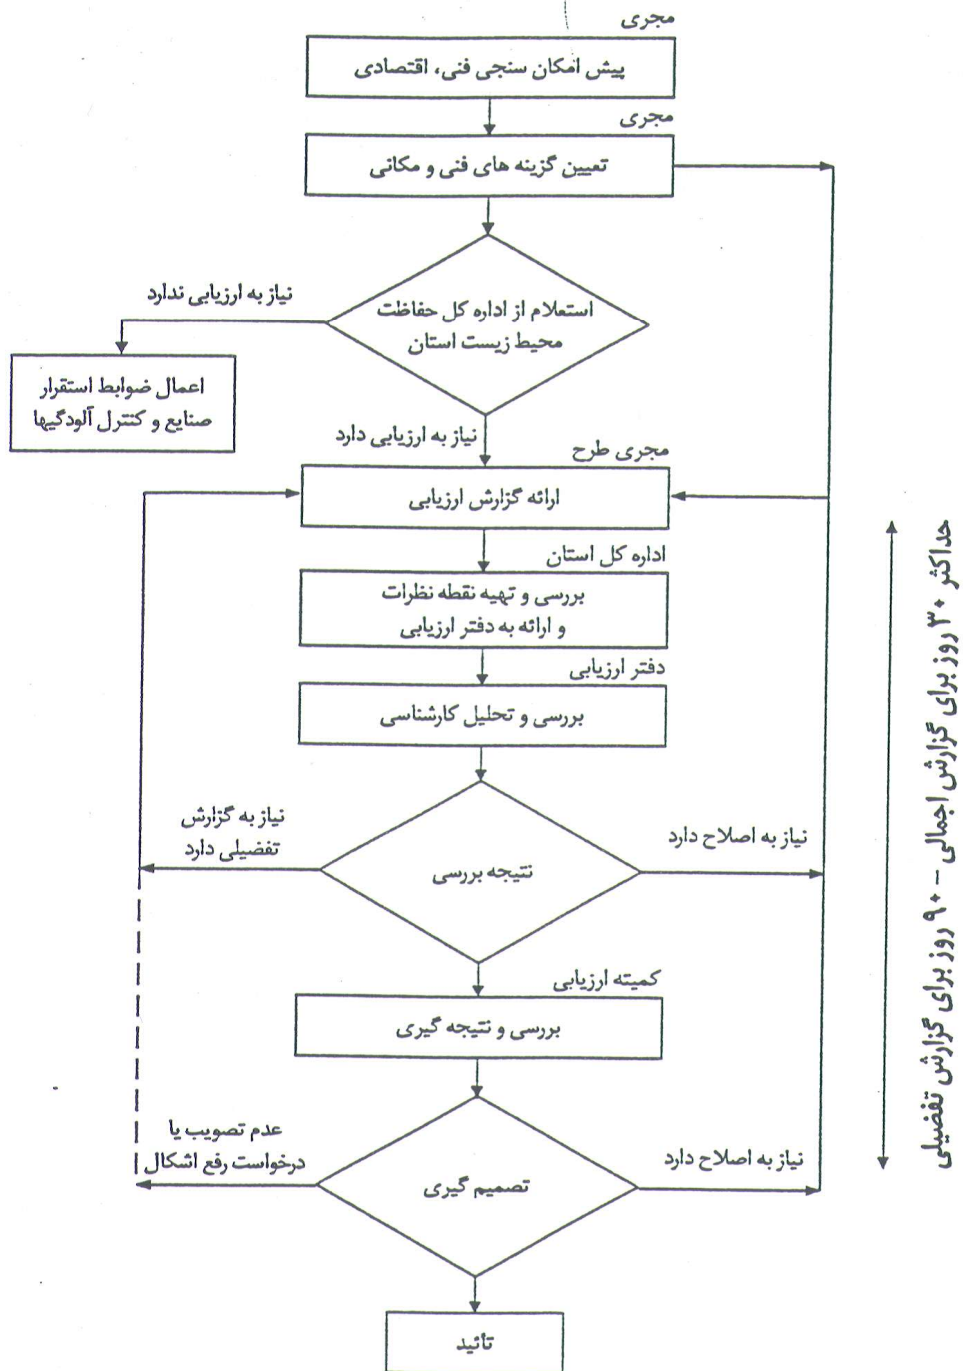 مجری
پیش امکان سنجی فنی، اقتصادی
مجری
تعیین گزینه های فنی و مکانی
استعلام از اداره کل حفاظت
محیط زیست استان
نیاز به ارزیابی ندارد
اعمال ضوابط استقرار
صنایع و کنترل آلودگیها
نیاز به ارزیابی دارد
مجری طرح
ارائه گزارش ارزیابی
اداره کل استان
بررسی و تهیه نقطه نظرات
و ارائه به دفتر ارزیابی
دفتر ارزیابی
بررسی و تحلیل کارشناسی
نتیجه بررسی
نیاز به اصلاح دارد
نیاز به گزارش
تفضیلی دارد
کمیته ارزیابی
بررسی و نتیجه گیری
تصمیم گیری
نیاز به اصلاح دارد
عدم تصویب یا
درخواست رفع اشکال
تائید
حداکثر ۳۰ روز برای گزارش اجمالی – ۹۰ روز برای گزارش تفضیلی